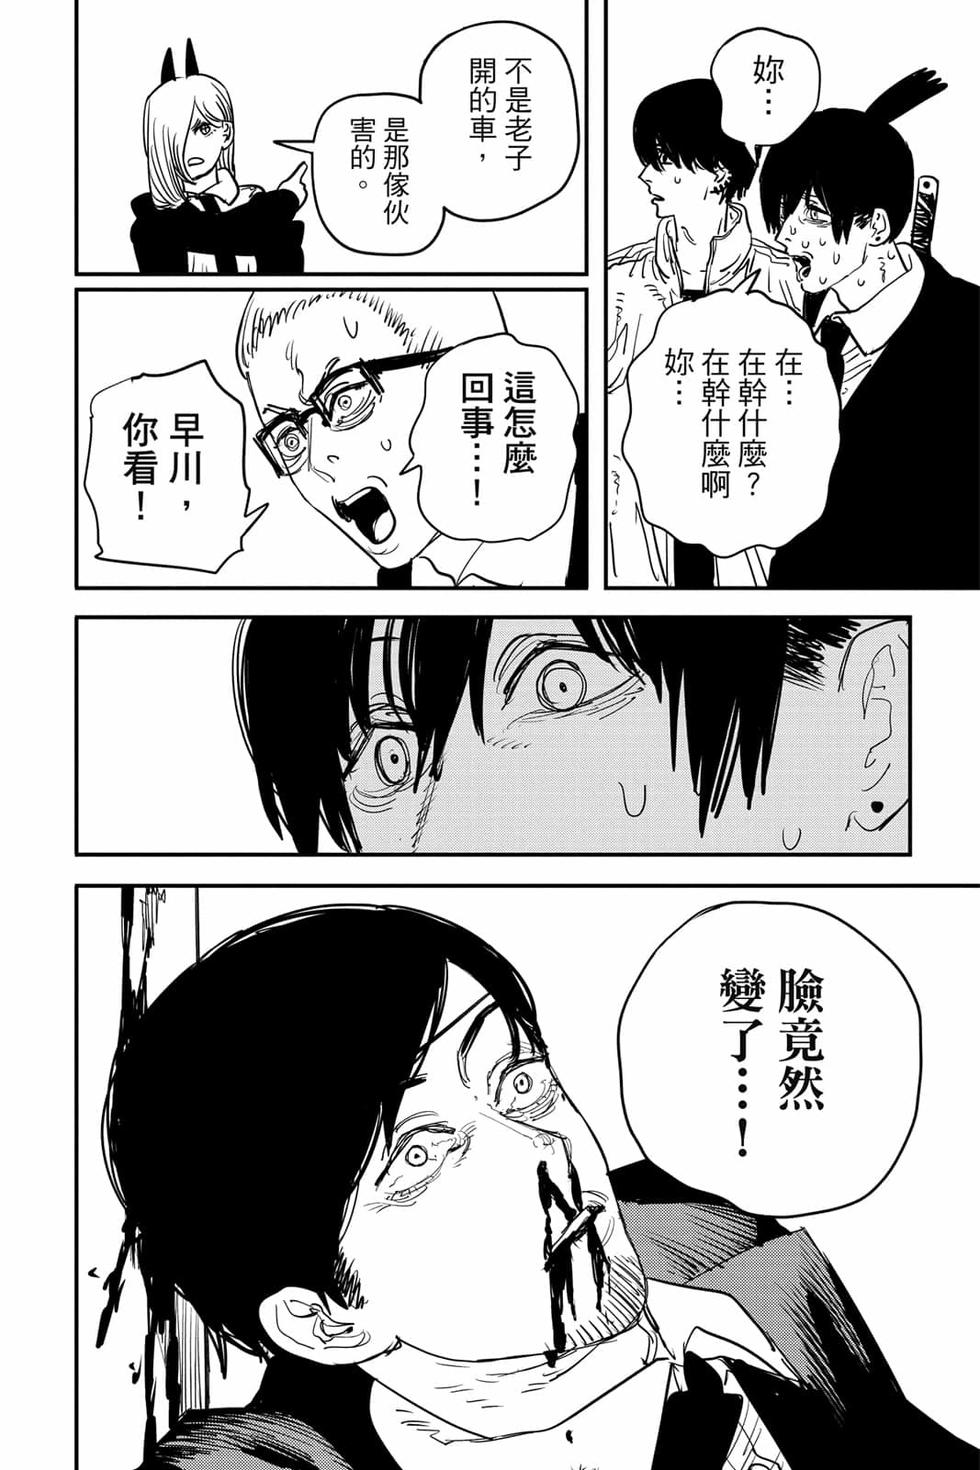 妳…
在…
在幹什麼？
在幹什麼啊
妳…
不是老子
開的車，
是那傢伙
害的。
這怎麼
回事…！
早川，
你看！
臉竟然
變了…！